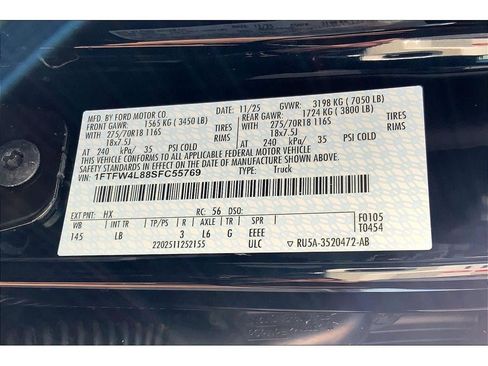 MFD. BY FORD MOTOR CO. 11/25 GVWR: 3198 KG ( 7050 LB)
FRONT GAWR: 1565 KG ( 3450 LB) REAR GAWR: 1724 KG ( 3800 LB)
275/70R18 116S TIRES 275/70R18 116S TIRES
18x7.5J RIMS 18x7.5J RIMS
AT 240 kPa/ 35 PSI COLD AT 240 kPa/ 35 PSI COLD
THIS VEHICLE CONFORMS TO ALL APPLICABLE FEDERAL MOTOR VEHICLE SAFETY, BUMPER, AND THEFT PREVENTION STANDARDS IN EFFECT ON THE DATE OF MANUFACTURE SHOWN ABOVE.
VIN: 1FTFW4L88SFC55769 TYPE: Truck
EXT PNT: HX RC: 56 DSO: F0105
WB INT TR TP/PS R AXLE TR SPR T0454
145 LB 3 L6 G EEEE
2202511252155 ULC RU5A-3520472-AB